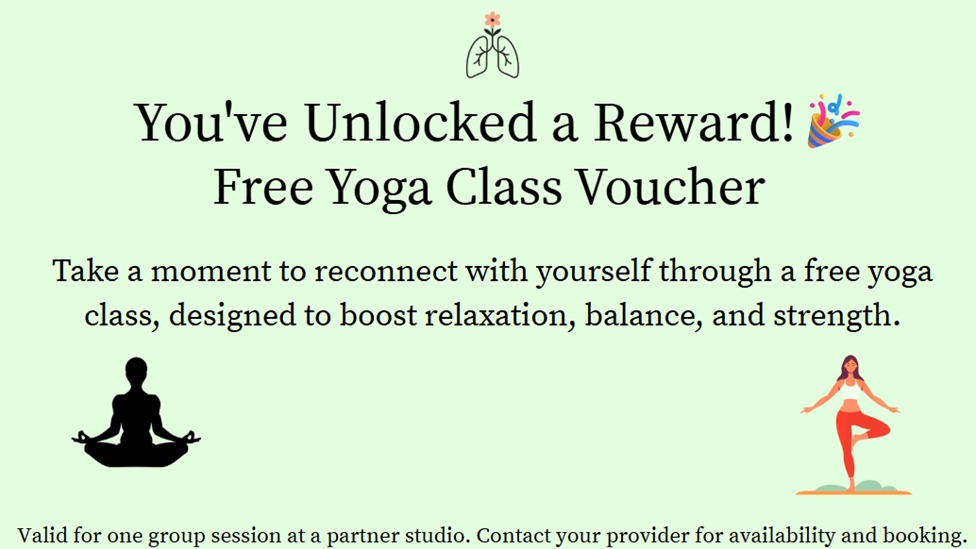 You've Unlocked a Reward! 🎉
Free Yoga Class Voucher
Take a moment to reconnect with yourself through a free yoga
class, designed to boost relaxation, balance, and strength.
Valid for one group session at a partner studio. Contact your provider for availability and booking.